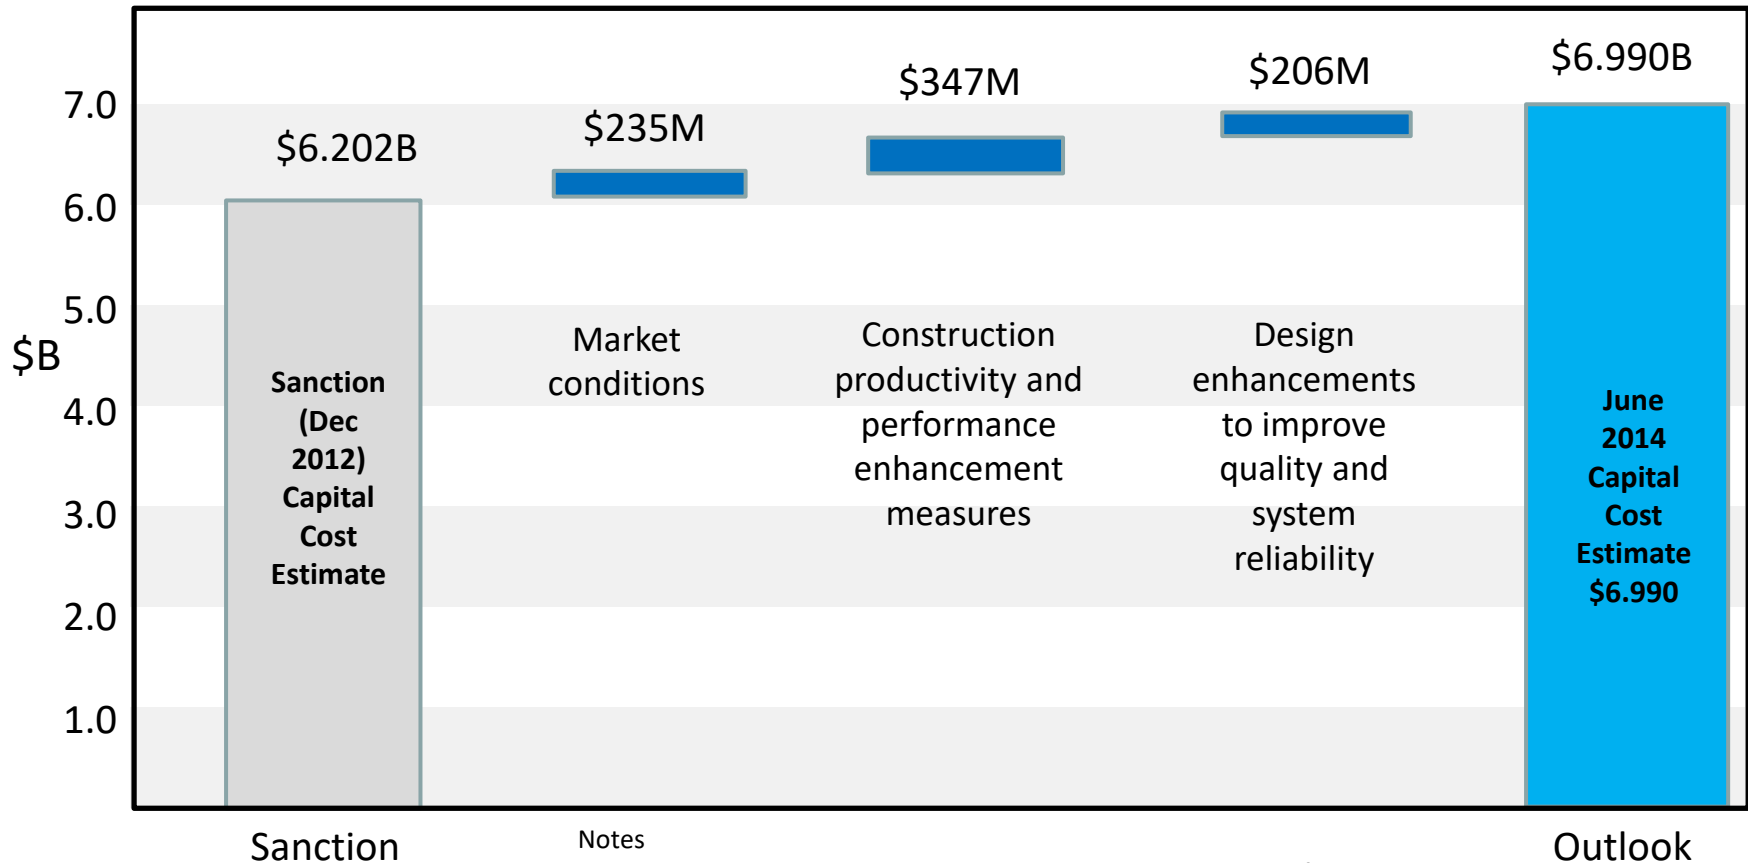 $6.990B
$347M
$206M
$235M
$6.202B
7.0
6.0
5.0
4.0
3.0
2.0
1.0
$B
Sanction
(Dec
2012)
Capital
Cost
Estimate
Market
conditions
Construction
productivity and
performance
enhancement
measures
Design
enhancements
to improve
quality and
system
reliability
June
2014
Capital
Cost
Estimate
$6.990
Sanction
Notes
Outlook